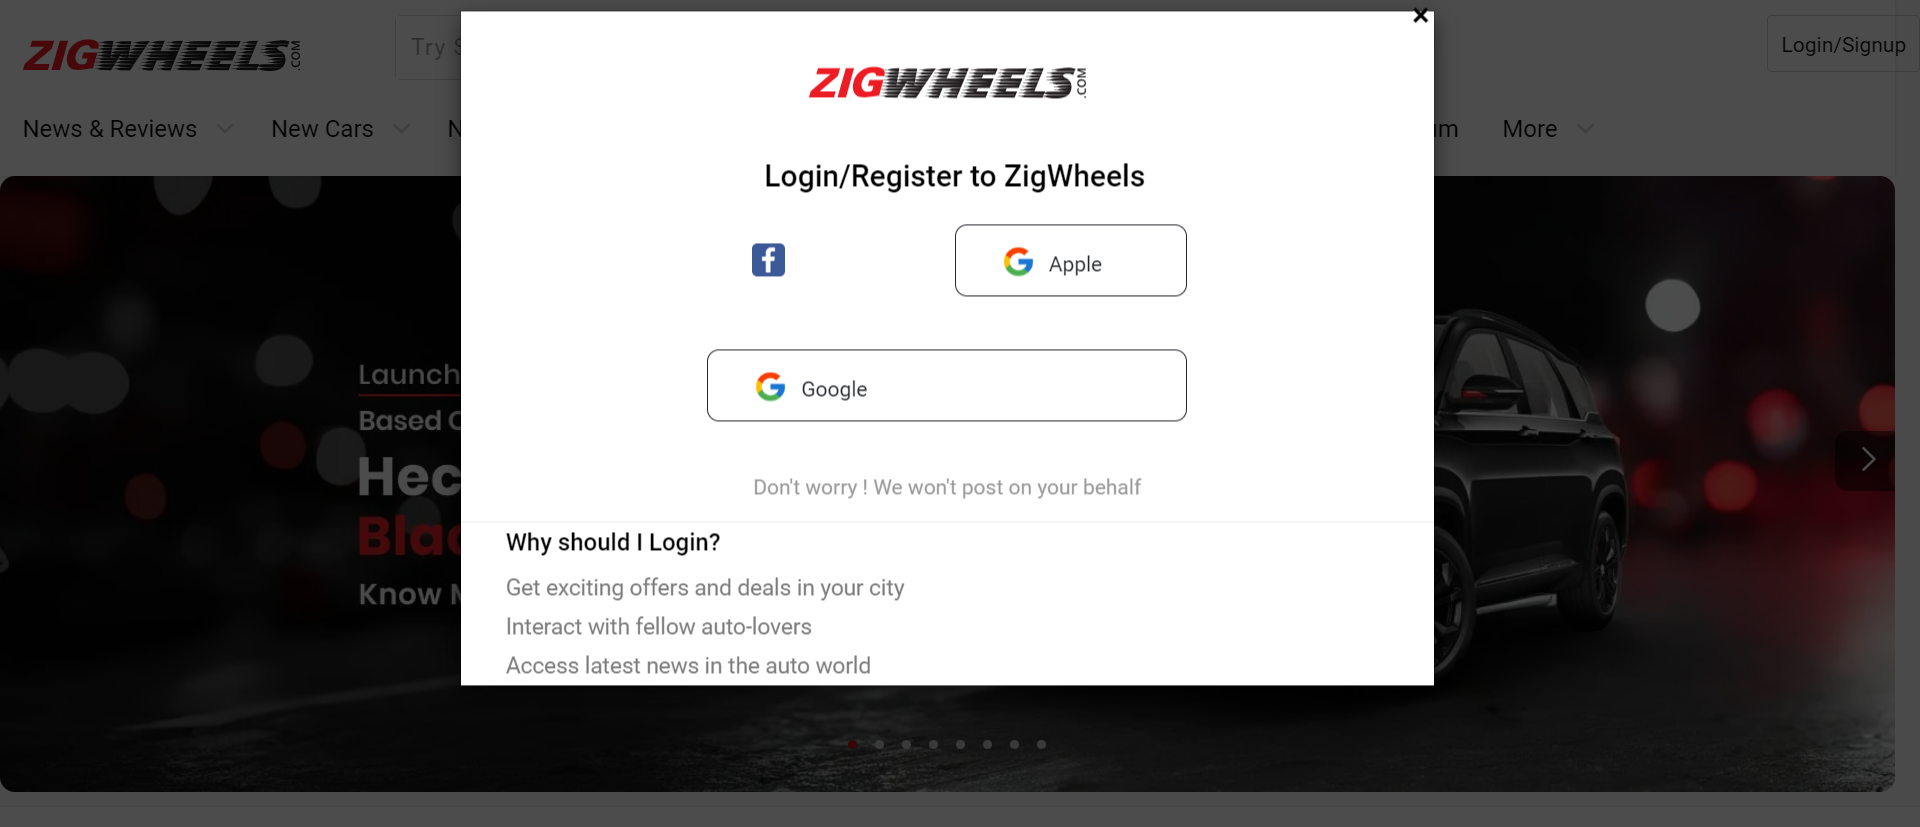 ZIGWHEELS.COM
Try
Login/Signup
News & Reviews
New Cars
More
ZIGWHEELS.COM
Login/Register to ZigWheels
Apple
Google
Don't worry ! We won't post on your behalf
Why should I Login?
Get exciting offers and deals in your city
Interact with fellow auto-lovers
Access latest news in the auto world
Launch
Based
Hec
Blac
Know